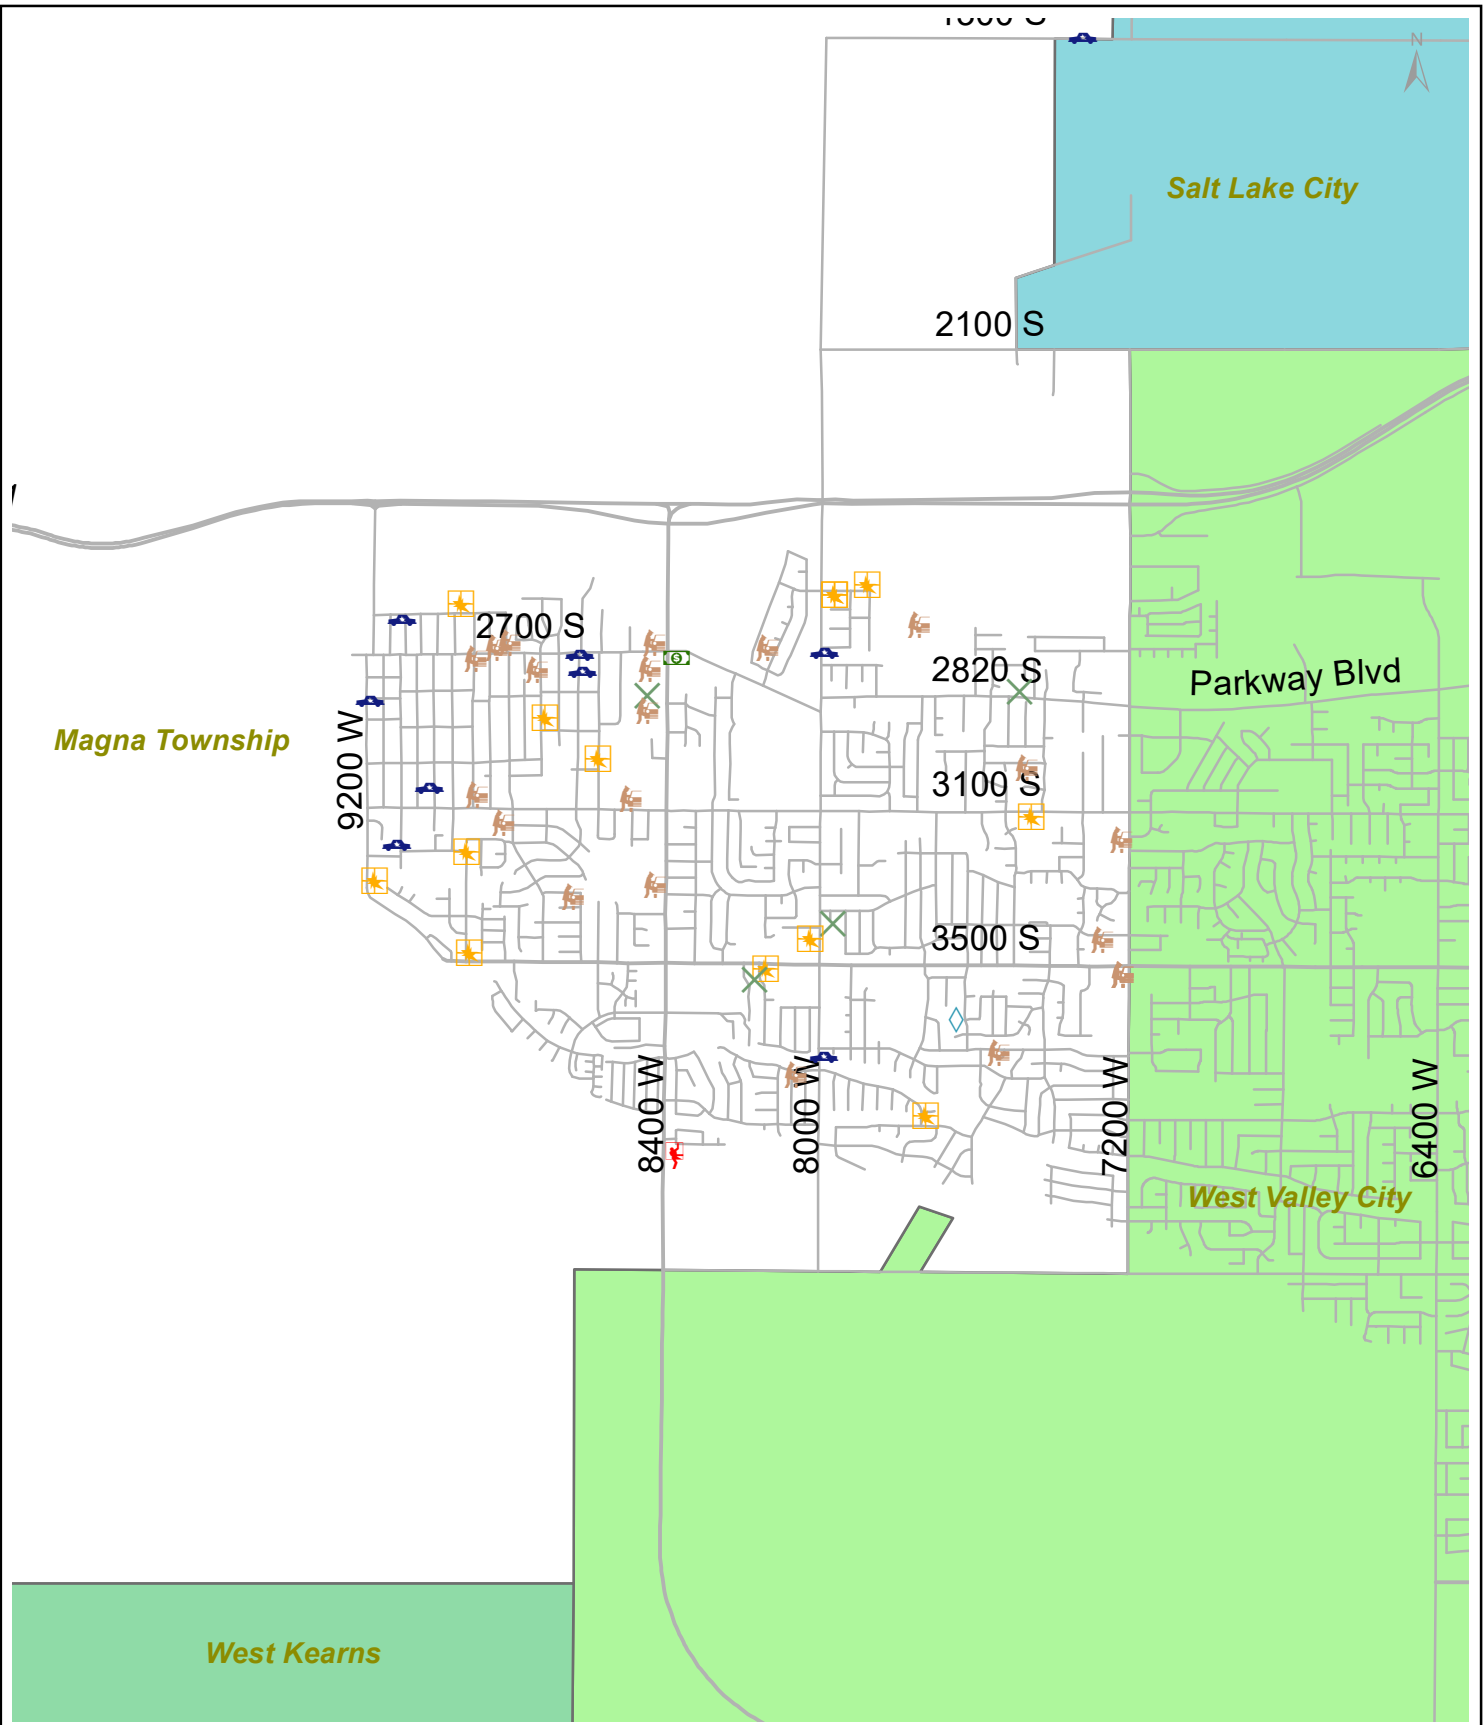 N
Salt Lake City
2100 S
2700 S
2820 S
Parkway Blvd
Magna Township
9200 W
3100 S
3500 S
8400 W
8000 W
7200 W
6400 W
West Valley City
West Kearns